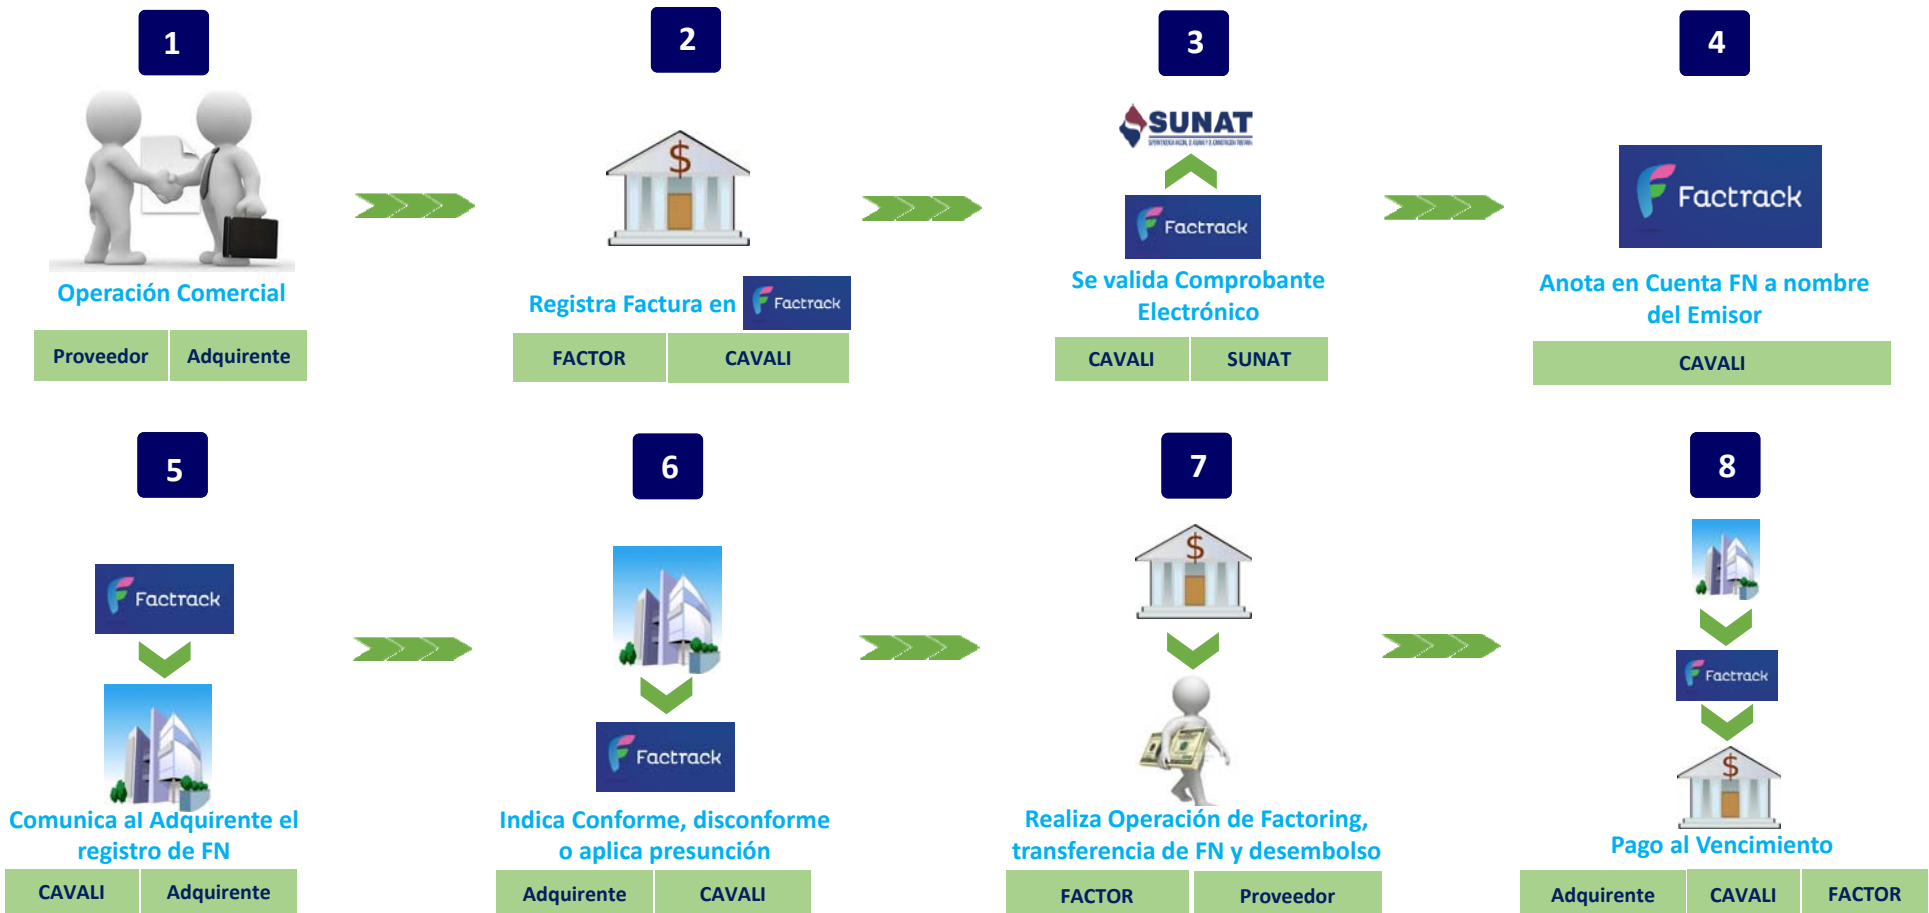 1
2
3
4
SUNAT
Factrack
Factrack
$
Operación Comercial
Registra Factura en Factrack
Se valida Comprobante
Electrónico
Anota en Cuenta FN a nombre
del Emisor
Proveedor Adquirente
FACTOR CAVALI
CAVALI SUNAT
CAVALI
5
6
7
8
Factrack
Factrack
$
Factrack
$
Comunica al Adquirente el
registro de FN
Indica Conforme, disconforme
o aplica presunción
Realiza Operación de Factoring,
transferencia de FN y desembolso
Pago al Vencimiento
CAVALI Adquirente
Adquirente CAVALI
FACTOR Proveedor
Adquirente CAVALI FACTOR